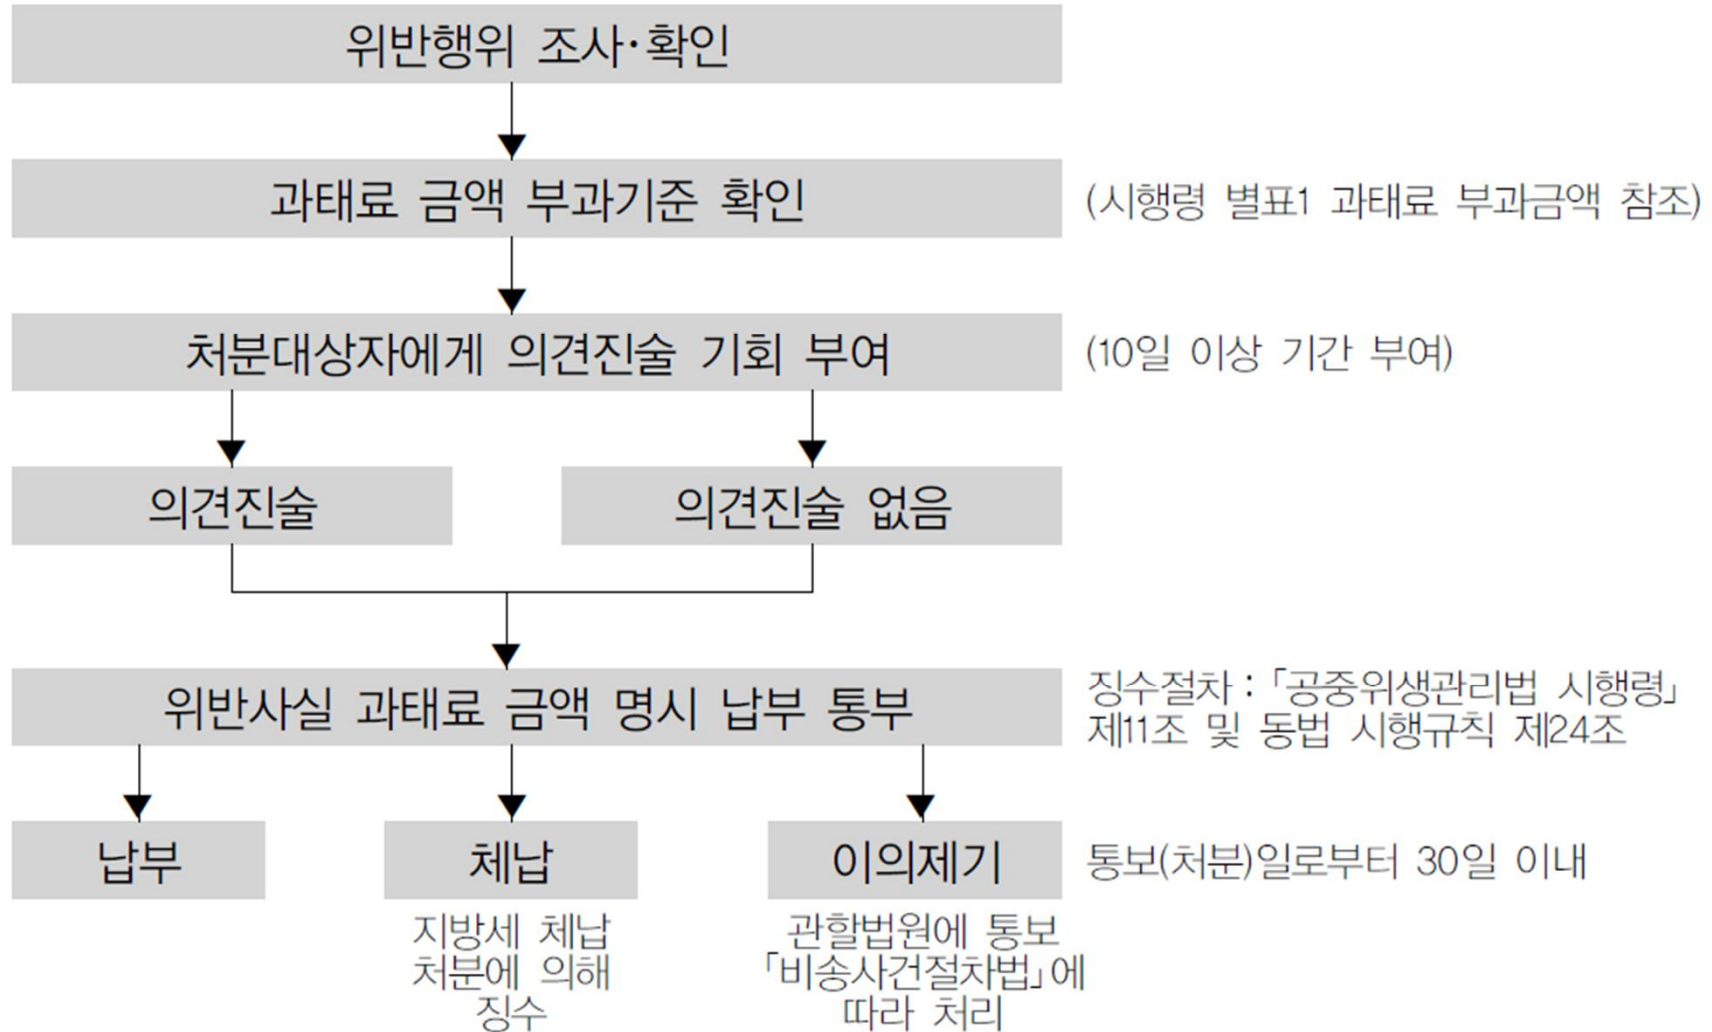 위반행위 조사·확인
과태료 금액 부과기준 확인
(시행령 별표1 과태료 부과금액 참조)
처분대상자에게 의견진술 기회 부여
(10일 이상 기간 부여)
의견진술
의견진술 없음
위반사실 과태료 금액 명시 납부 통부
징수절차 : 「공중위생관리법 시행령」
제11조 및 동법 시행규칙 제24조
납부
체납
이의제기
통보(처분)일로부터 30일 이내
지방세 체납
처분에 의해
징수
관할법원에 통보
「비송사건절차법」에
따라 처리